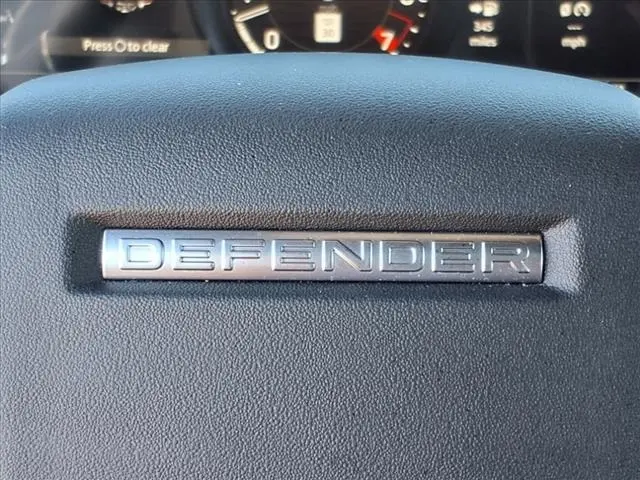 Press O to clear
0
7
345
miles
---
mph
DEFENDER